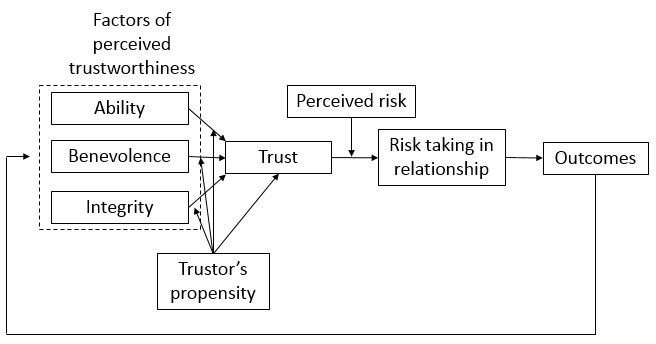 Factors of
perceived
trustworthiness
Ability
Benevolence
Integrity
Trustor's
propensity
Trust
Perceived risk
Risk taking in
relationship
Outcomes